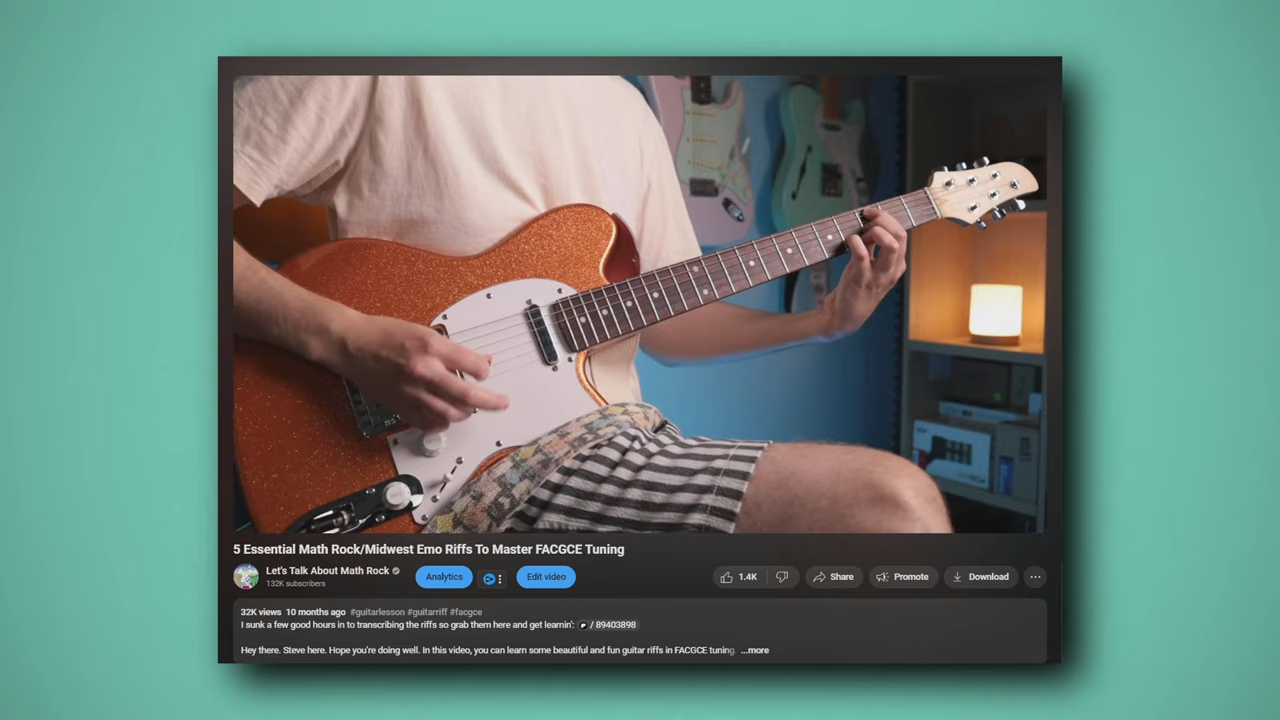 5 Essential Math Rock/Midwest Emo Riffs To Master FACGCE Tuning
Let's Talk About Math Rock
132K subscribers
Analytics
Edit video
1.4K
Share
Promote
Download
32K views 10 months ago #guitarlesson #guitarriff #facgce
I sunk a few good hours in to transcribing the riffs so grab them here and get learnin': / 89403898
Hey there. Steve here. Hope you're doing well. In this video, you can learn some beautiful and fun guitar riffs in FACGCE tuning. ...more